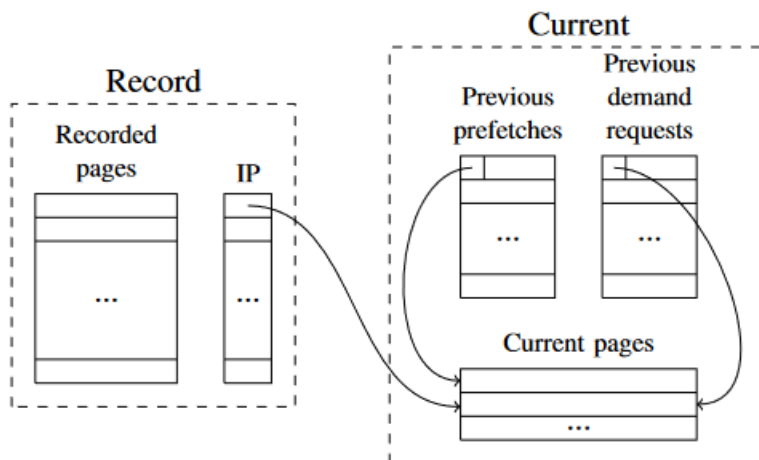 Current
Record
Previous
prefetches
Previous
demand
requests
Recorded
pages
IP
...
...
...
...
Current pages
...